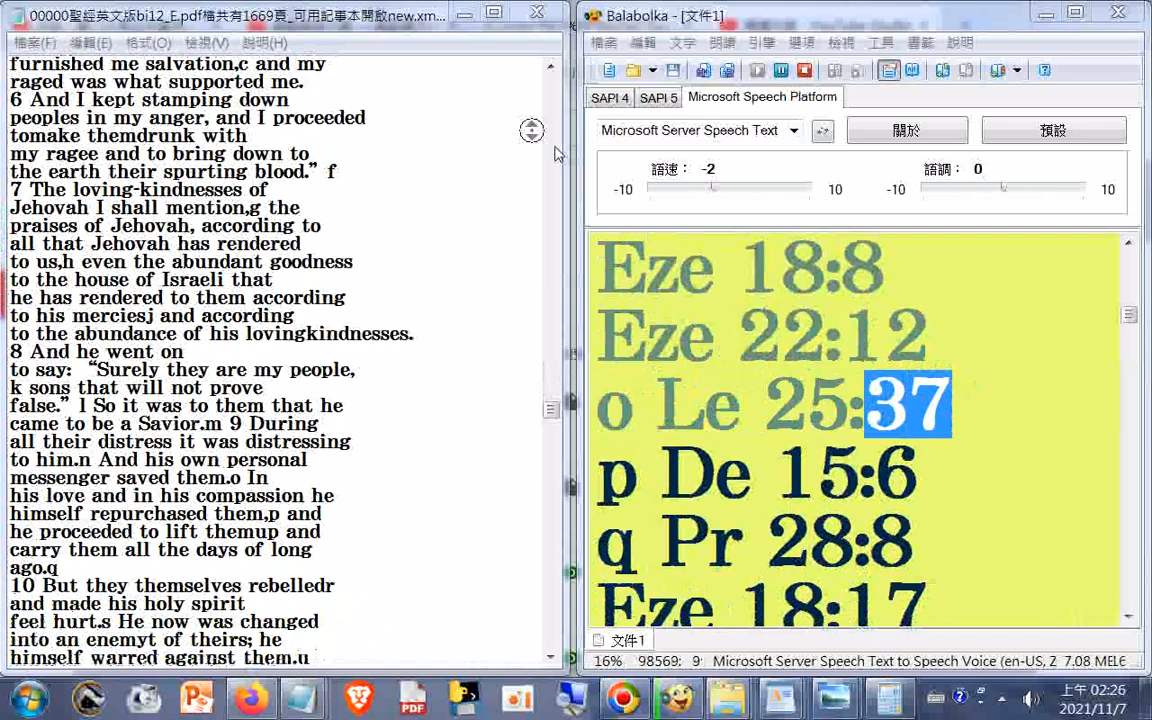 00000聖經英文版bi12_E.pdf檔共有1669頁_可用記事本開啟new.xm...
檔案(F) 編輯(E) 格式(O) 檢視(V) 說明(H)
furnished me salvation,c and my
raged was what supported me.
6 And I kept stamping down
peoples in my anger, and I proceeded
tomake themdrunk with
my ragee and to bring down to
the earth their spurting blood.” f
7 The loving-kindnesses of
Jehovah I shall mention,g the
praises of Jehovah, according to
all that Jehovah has rendered
to us,h even the abundant goodness
to the house of Israeli that
he has rendered to them according
to his merciesj and according
to the abundance of his lovingkindnesses.
8 And he went on
to say: “Surely they are my people,
k sons that will not prove
false.” l So it was to them that he
came to be a Savior.m 9 During
all their distress it was distressing
to him.n And his own personal
messenger saved them.o In
his love and in his compassion he
himself repurchased them,p and
he proceeded to lift themup and
carry them all the days of long
ago.q
10 But they themselves rebelledr
and made his holy spirit
feel hurt.s He now was changed
into an enemyt of theirs; he
himself warred against them.u
Balabolka - [文件1]
檔案 編輯 文字 朗讀 引擎 選項 檢視 工具 書籤 說明
SAPI 4 SAPI 5 Microsoft Speech Platform
Microsoft Server Speech Text 關於 預設
語速： -2 語調： 0
-10 10 -10 10
Eze 18:8
Eze 22:12
o Le 25:37
p De 15:6
q Pr 28:8
Eze 18:17
文件1
16% 98569: 9 Microsoft Server Speech Text to Speech Voice (en-US, 2 7.08 ME
上午 02:26
2021/11/7